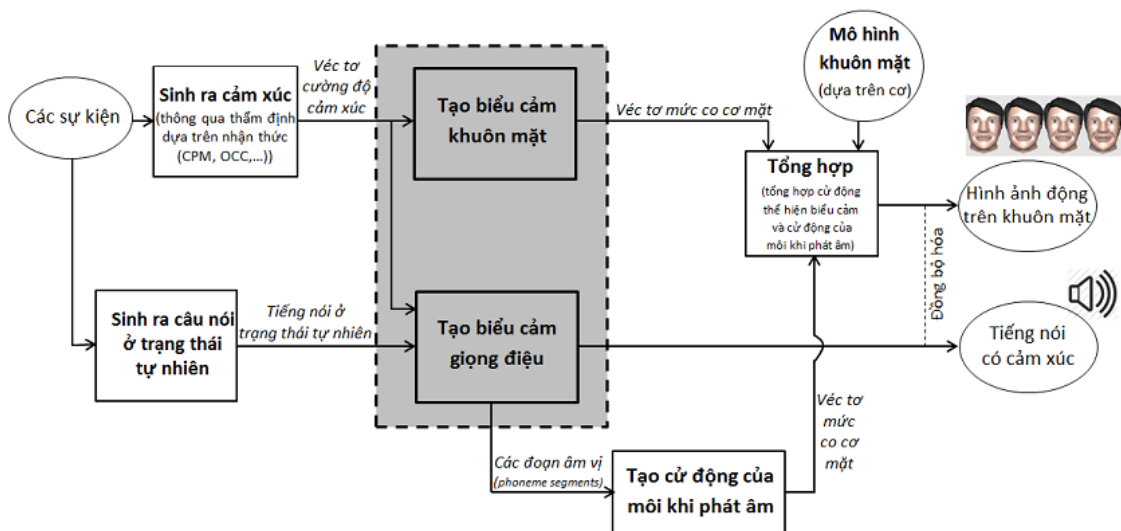 Các sự kiện
Sinh ra cảm xúc
(thông qua thẩm định
dựa trên nhận thức
(CPM, OCC,...))
Véc tơ
cường độ
cảm xúc
Tạo biểu cảm
khuôn mặt
Véc tơ mức co cơ mặt
Mô hình
khuôn mặt
(dựa trên cơ)
Tổng hợp
(tổng hợp cử động
thể hiện biểu cảm
và cử động của
môi khi phát âm)
Hình ảnh động
trên khuôn mặt
Đồng bộ hóa
Sinh ra câu nói
ở trạng thái
tự nhiên
Tiếng nói ở
trạng thái tự nhiên
Tạo biểu cảm
giọng điệu
Tiếng nói
có cảm xúc
Các đoạn âm vị
(phoneme segments)
Tạo cử động của
môi khi phát âm
Véc tơ
mức
co cơ
mặt